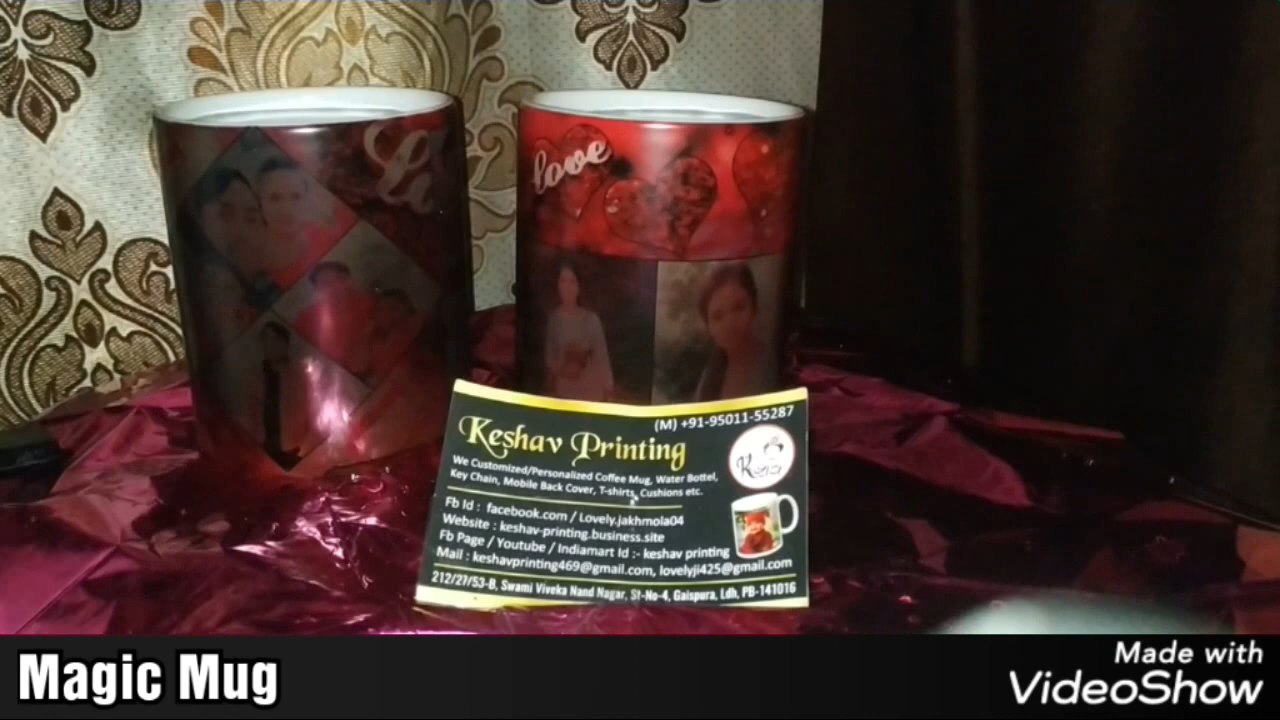 Lo
love
(M) +91-95011-55287
Keshav Printing
We Customized/Personalized Coffee Mug, Water Bottel,
Key Chain, Mobile Back Cover, T-shirts, Cushions etc.
Fb Id : facebook.com / Lovely.jakhmola04
Website : keshav-printing.business.site
Fb Page / Youtube / Indiamart Id :- keshav printing
Mail : keshavprinting469@gmail.com, lovelyji425@gmail.com
212/27/53-B, Swami Viveka Nand Nagar, St-No-4, Gaispura, Ldh, PB-141016
Magic Mug
Made with
VideoShow